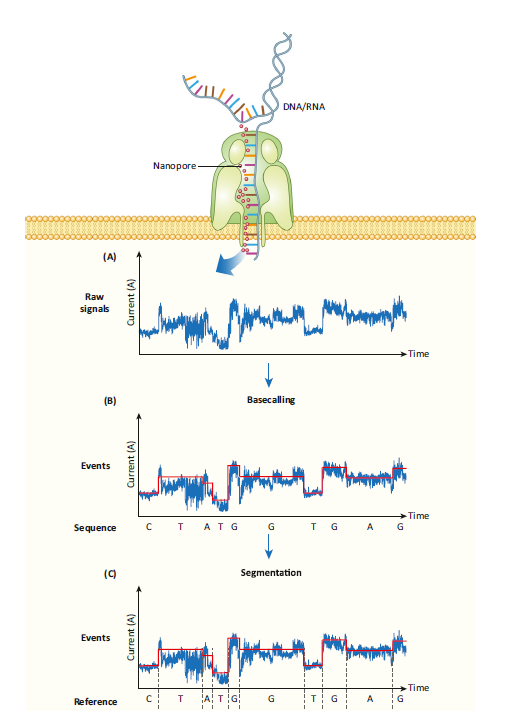 DNA/RNA
Nanopore
(A)
Raw
signals
Current (A)
Time
(B)
Basecalling
Events
Current (A)
Time
Sequence C T A T G G T G A G
(C)
Segmentation
Events
Current (A)
Time
Reference C T A T G G T G A G